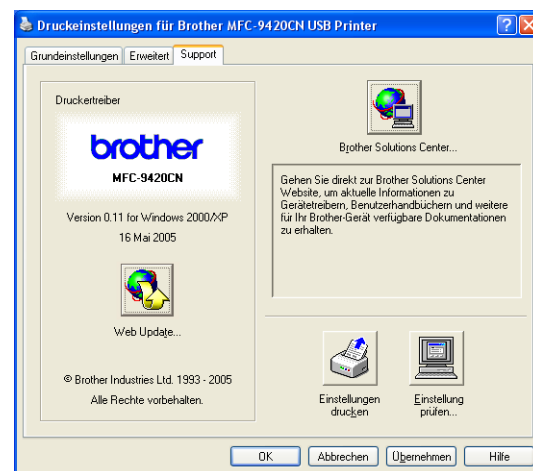 Druckeinstellungen für Brother MFC-9420CN USB Printer
Grundeinstellungen
Erweitert
Support
Druckertreiber
brother
MFC-9420CN
Version 0.11 for Windows 2000/XP
16 Mai 2005
Web Update...
© Brother Industries Ltd. 1993 - 2005
Alle Rechte vorbehalten.
Brother Solutions Center...
Gehen Sie direkt zur Brother Solutions Center
Website, um aktuelle Informationen zu
Gerätetreibern, Benutzerhandbüchern und weitere
für Ihr Brother-Gerät verfügbare Dokumentationen
zu erhalten.
Einstellungen
drucken
Einstellung
prüfen...
OK
Abbrechen
Übernehmen
Hilfe